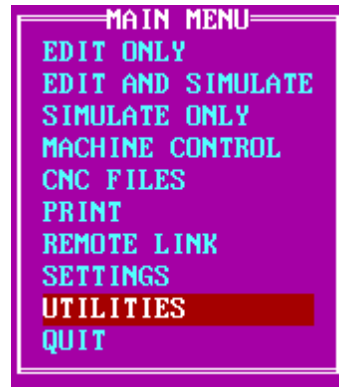 MAIN MENU
EDIT ONLY
EDIT AND SIMULATE
SIMULATE ONLY
MACHINE CONTROL
CNC FILES
PRINT
REMOTE LINK
SETTINGS
UTILITIES
QUIT